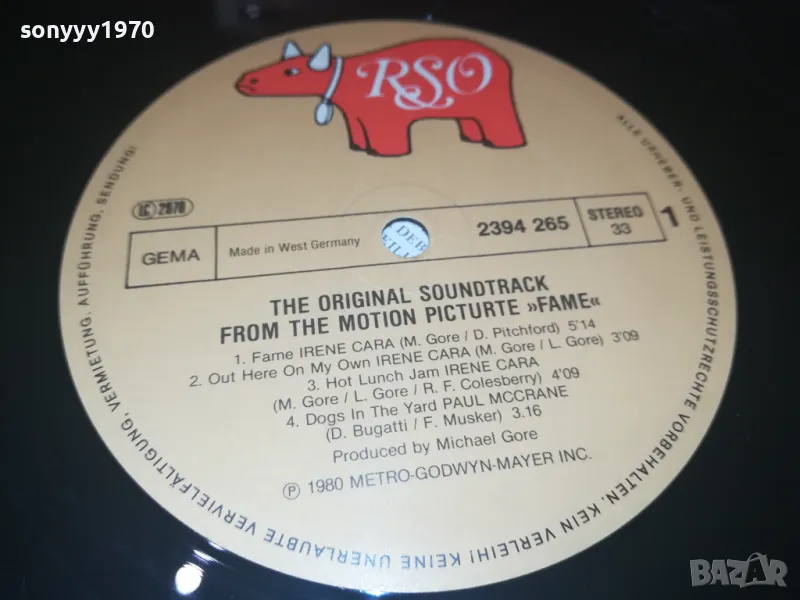 sonyyy1970
RSO
LC 2870
GEMA
Made in West Germany
DEB
2394 265
STEREO
33
1
THE ORIGINAL SOUNDTRACK
FROM THE MOTION PICTURTE »FAME«
1. Fame IRENE CARA (M. Gore / D. Pitchford) 5'14
2. Out Here On My Own IRENE CARA (M. Gore / L. Gore) 3'09
3. Hot Lunch Jam IRENE CARA
(M. Gore / L. Gore / R. F. Colesberry) 4'09
4. Dogs In The Yard PAUL MCCRANE
(D. Bugatti / F. Musker) 3.16
Produced by Michael Gore
Ⓟ 1980 METRO-GODWYN-MAYER INC.
ALLE URHEBER- UND LEISTUNGSSCHUTZRECHTE VORBEHALTEN. KEIN VERLEIH! KEINE UNERLAUBTE VERVIELFÄLTIGUNG, VERMIETUNG, AUFFÜHRUNG, SENDUNG!
BAZAR